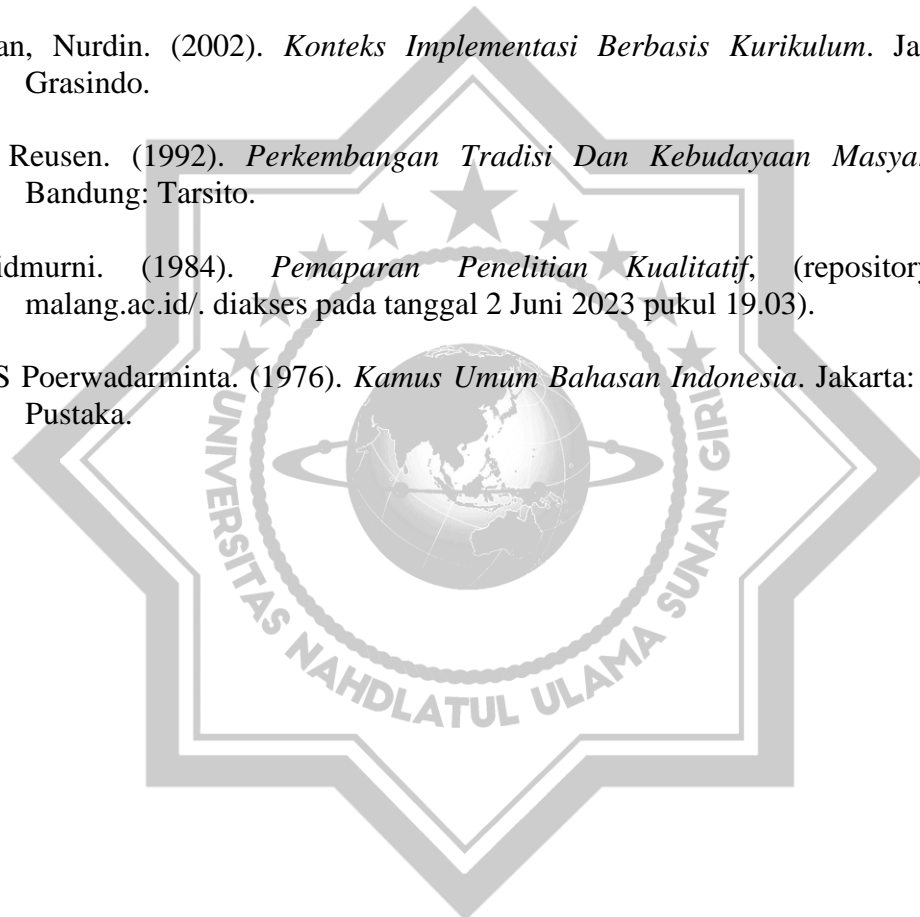 an, Nurdin. (2002). Konteks Implementasi Berbasis Kurikulum. Ja
Grasindo.
Reusen. (1992). Perkembangan Tradisi Dan Kebudayaan Masya
Bandung: Tarsito.
idmurni. (1984). Pemaparan Penelitian Kualitatif, (repository
malang.ac.id/. diakses pada tanggal 2 Juni 2023 pukul 19.03).
S Poerwadarminta. (1976). Kamus Umum Bahasan Indonesia. Jakarta:
Pustaka.
UNIVERSITAS NAHDLATUL ULAMA SUNAN GIRI